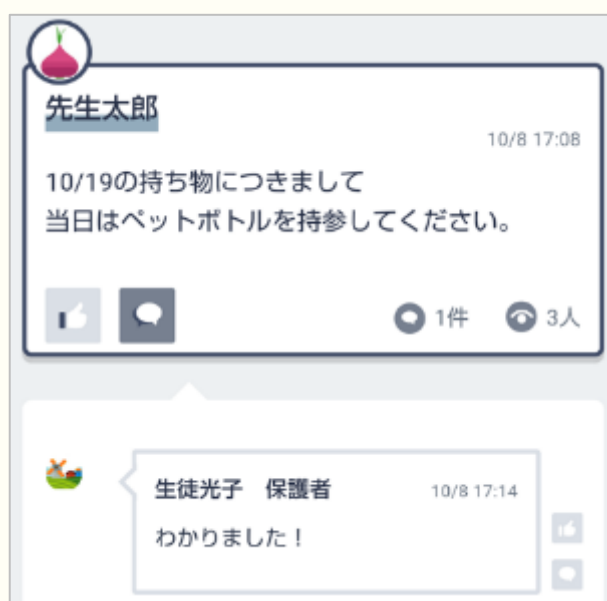 先生太郎
10/8 17:08
10/19の持ち物につきまして
当日はペットボトルを持参してください。
1件 3人
生徒光子 保護者 10/8 17:14
わかりました！